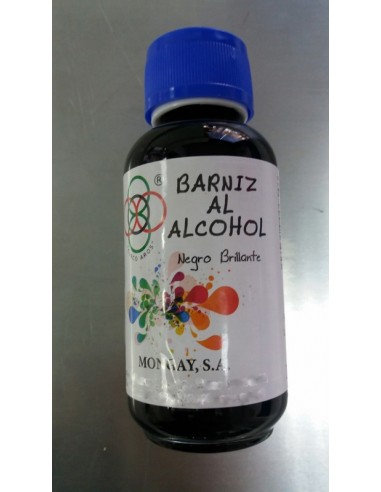 ®
BARNIZ
AL
ALCOHOL
Negro Brillante
MONGAY, S.A.